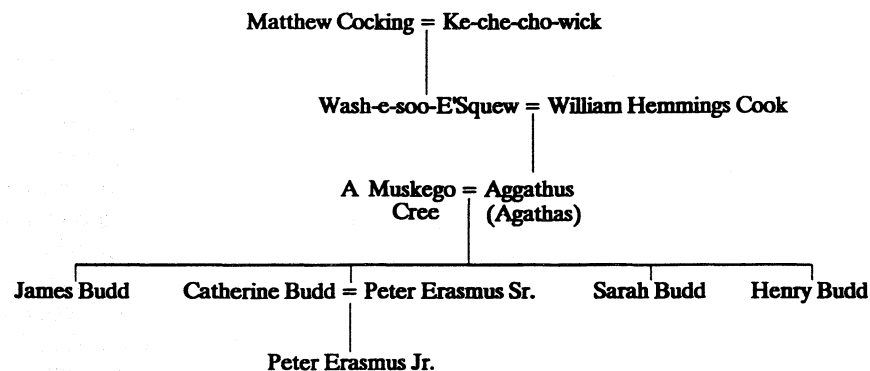 Matthew Cocking = Ke-che-cho-wick
Wash-e-soo-E'Squew = William Hemmings Cook
A Muskego = Aggathus
Cree (Agathas)
James Budd Catherine Budd = Peter Erasmus Sr. Sarah Budd Henry Budd
Peter Erasmus Jr.